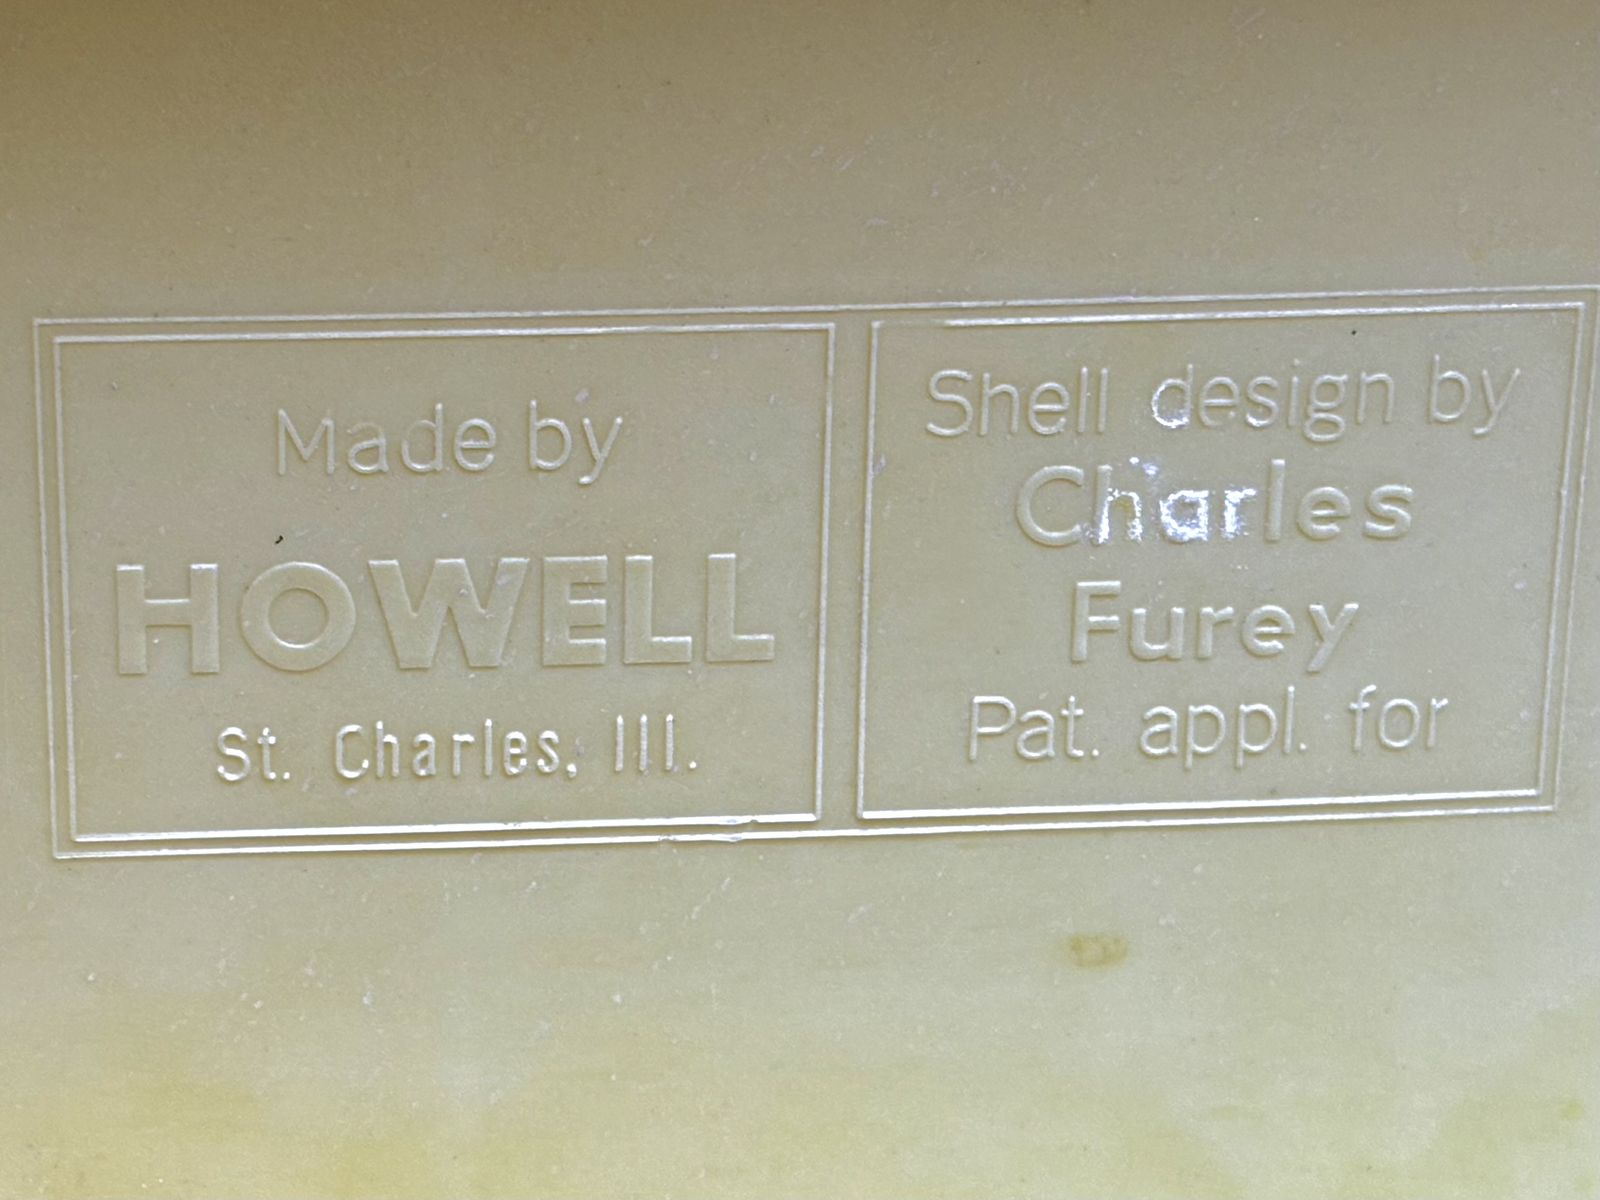 Made by
HOWELL
St. Charles, Ill.
Shell design by
Charles
Furey
Pat. appl. for